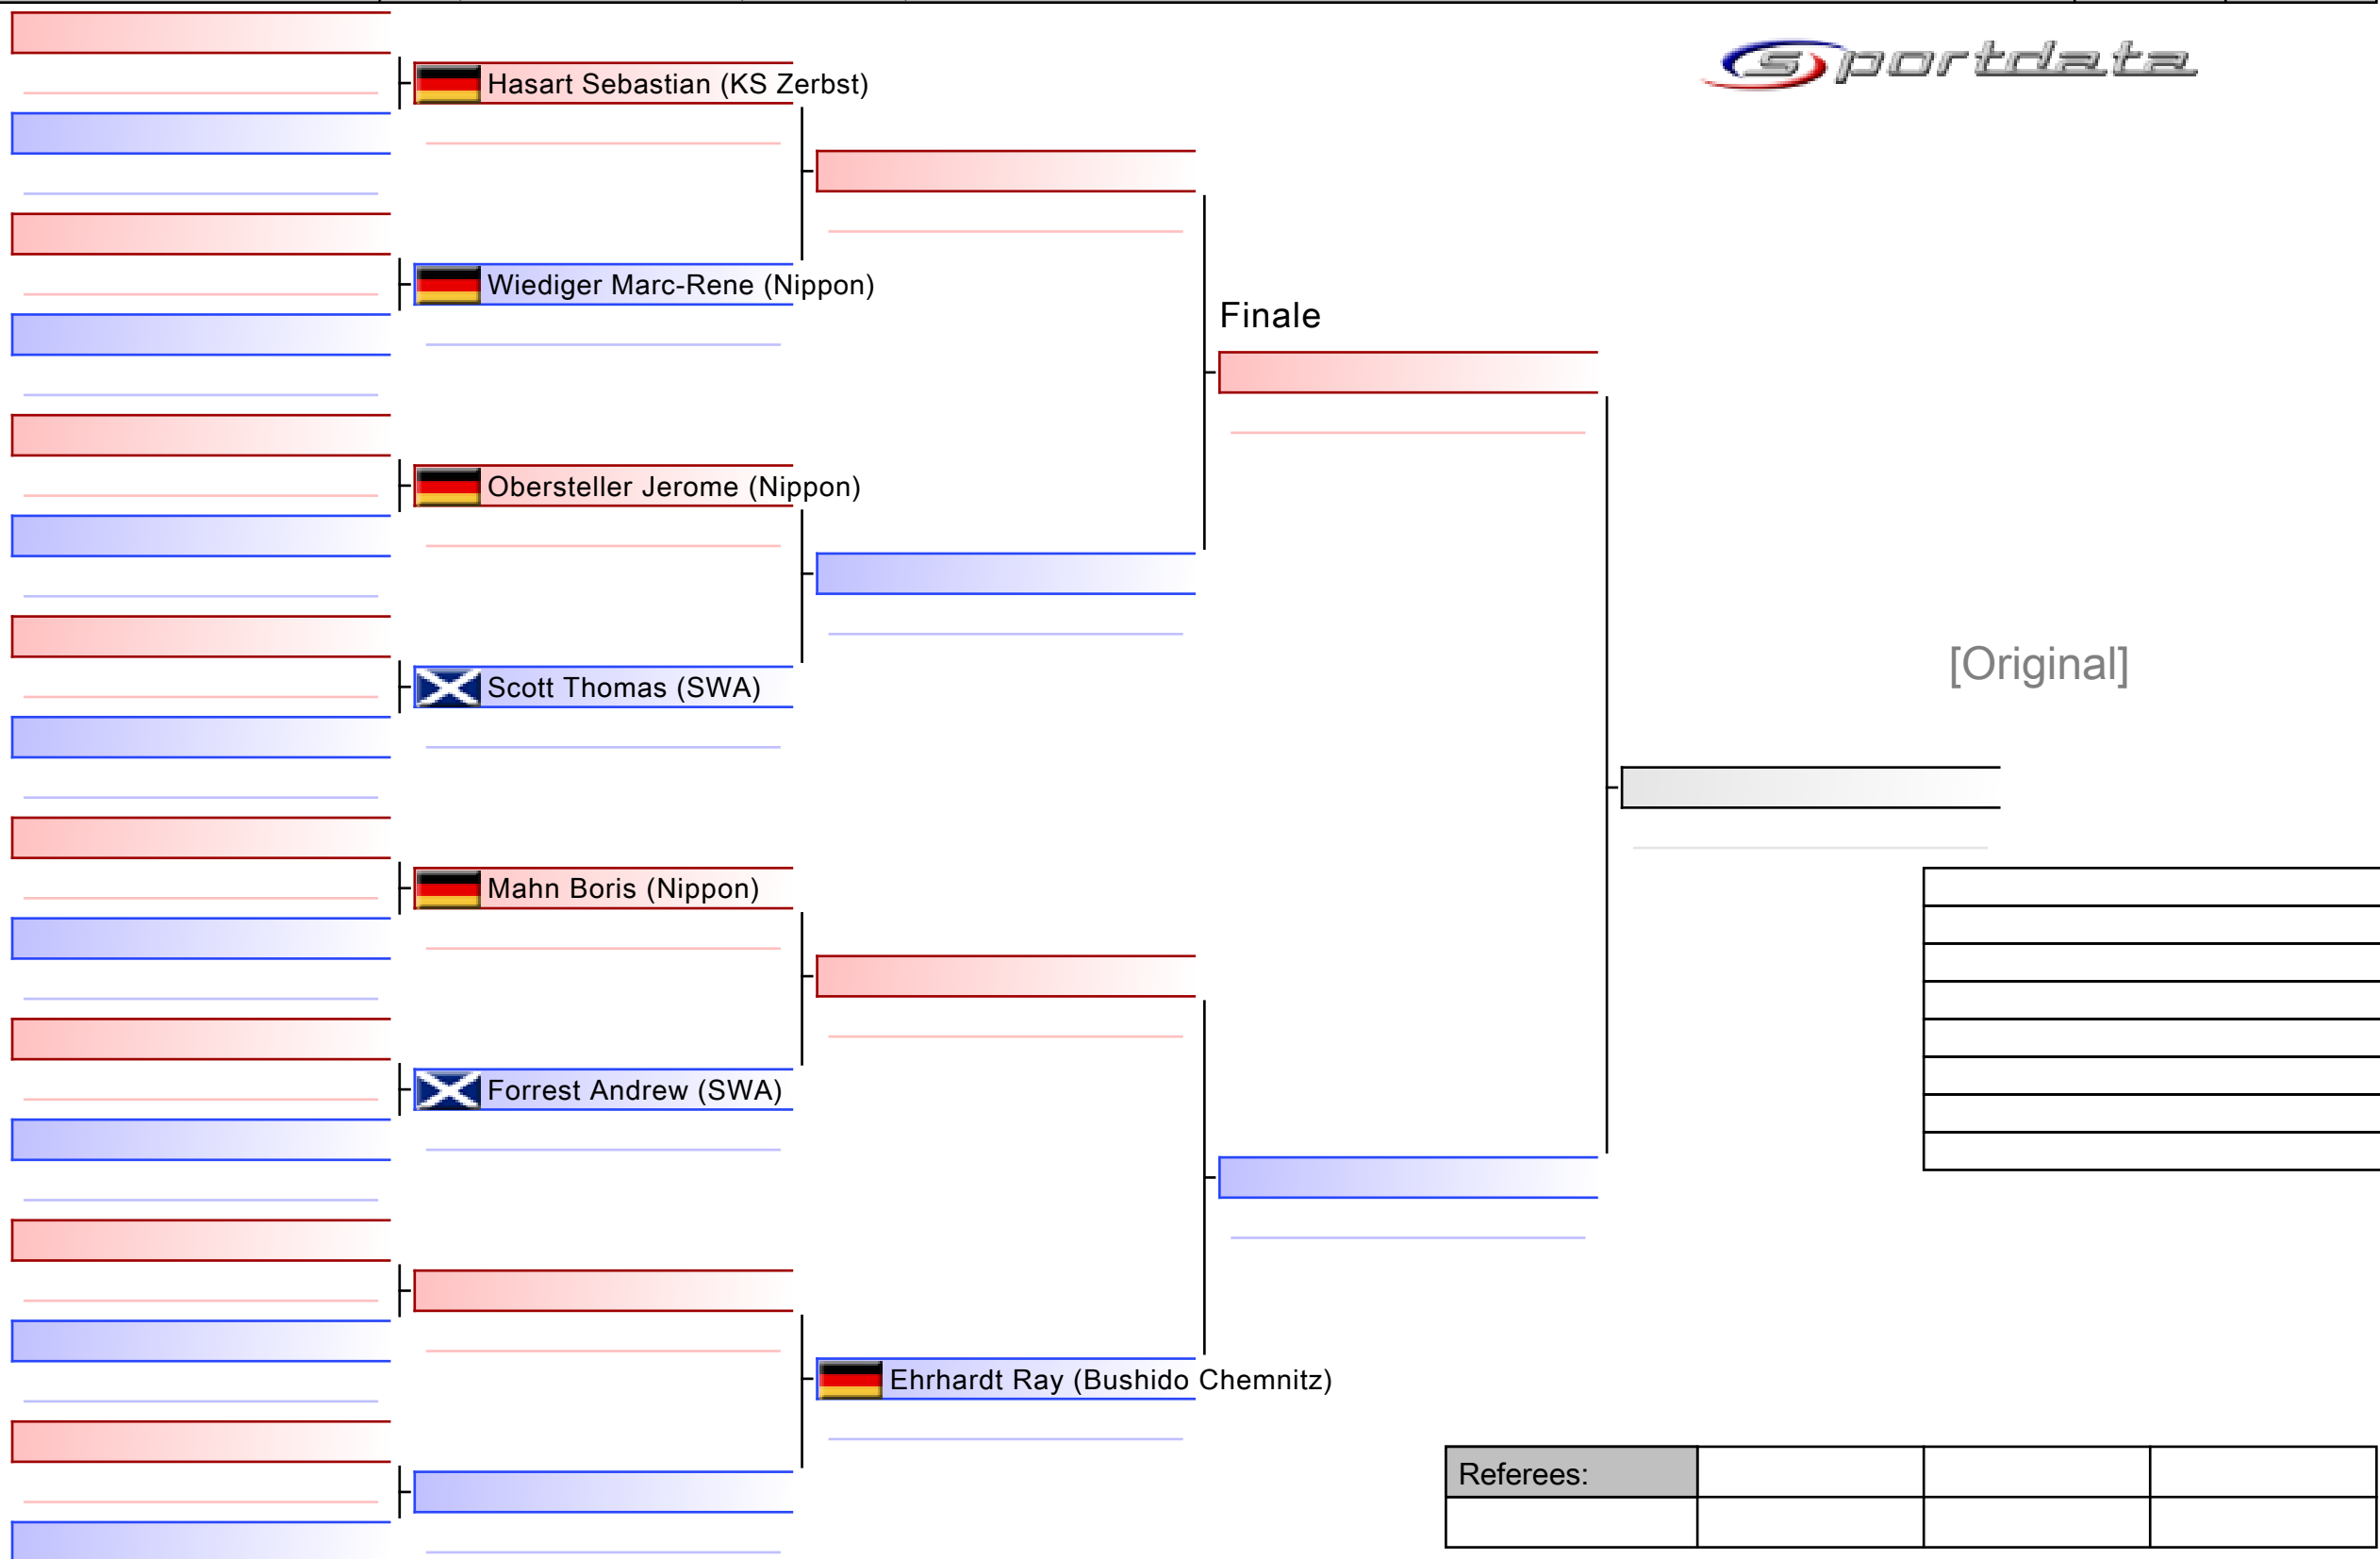 sportdata
Hasart Sebastian (KS Zerbst)
Wiediger Marc-Rene (Nippon)
Finale
Obersteller Jerome (Nippon)
[Original]
Scott Thomas (SWA)
Mahn Boris (Nippon)
Forrest Andrew (SWA)
Ehrhardt Ray (Bushido Chemnitz)
Referees: